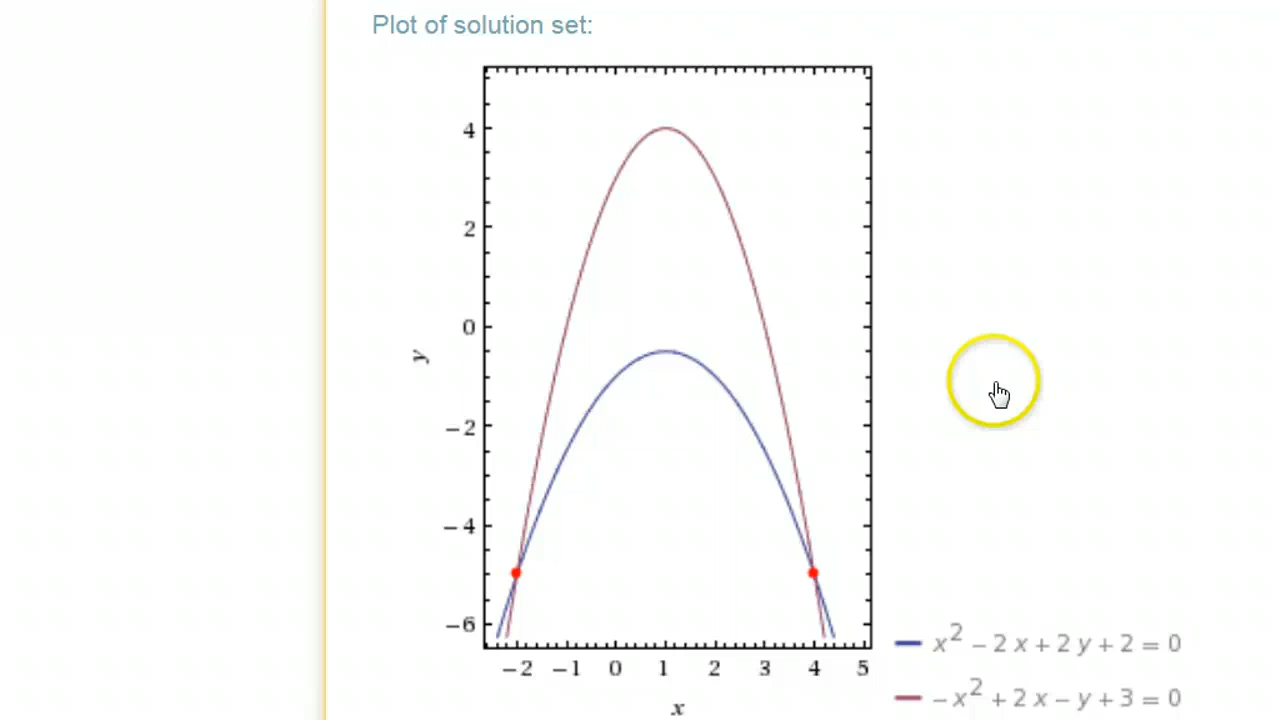 Plot of solution set:
4
2
0
−2
−4
−6
y
−2 −1 0 1 2 3 4 5
x
x² − 2 x + 2 y + 2 = 0
−x² + 2 x − y + 3 = 0